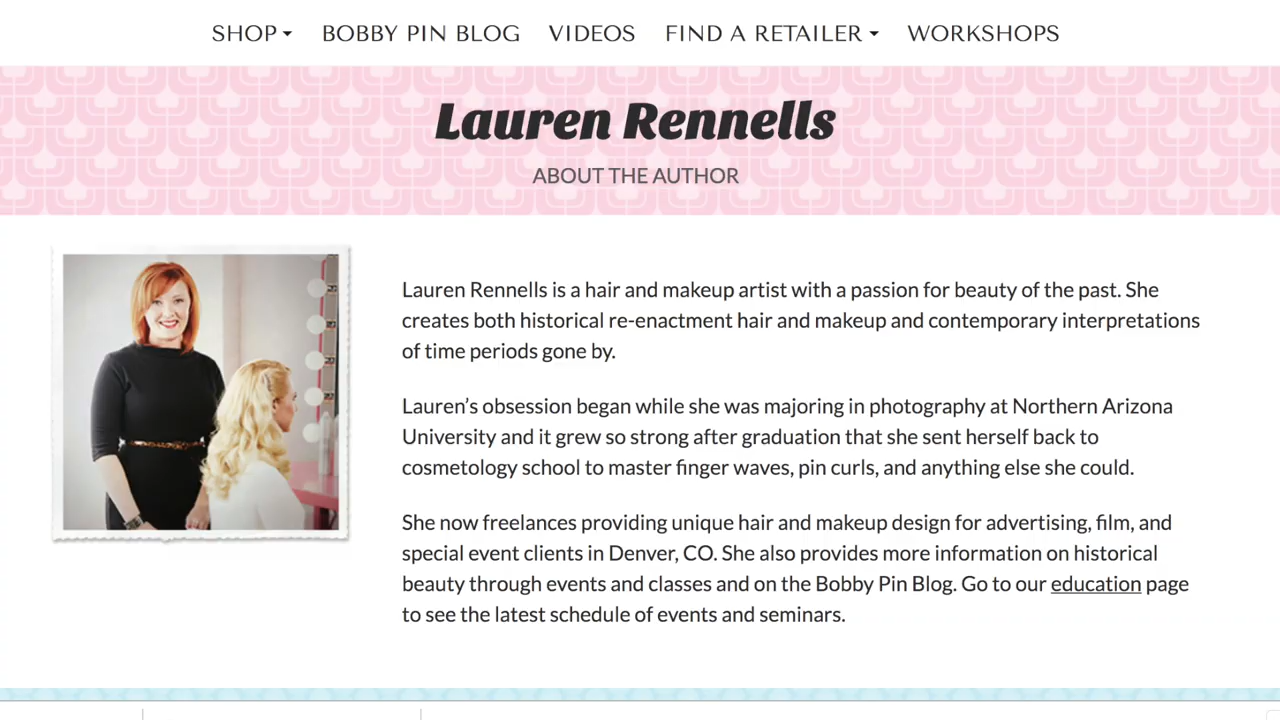 SHOP BOBBY PIN BLOG VIDEOS FIND A RETAILER WORKSHOPS
Lauren Rennells
ABOUT THE AUTHOR
Lauren Rennells is a hair and makeup artist with a passion for beauty of the past. She
creates both historical re-enactment hair and makeup and contemporary interpretations
of time periods gone by.
Lauren’s obsession began while she was majoring in photography at Northern Arizona
University and it grew so strong after graduation that she sent herself back to
cosmetology school to master finger waves, pin curls, and anything else she could.
She now freelances providing unique hair and makeup design for advertising, film, and
special event clients in Denver, CO. She also provides more information on historical
beauty through events and classes and on the Bobby Pin Blog. Go to our education page
to see the latest schedule of events and seminars.